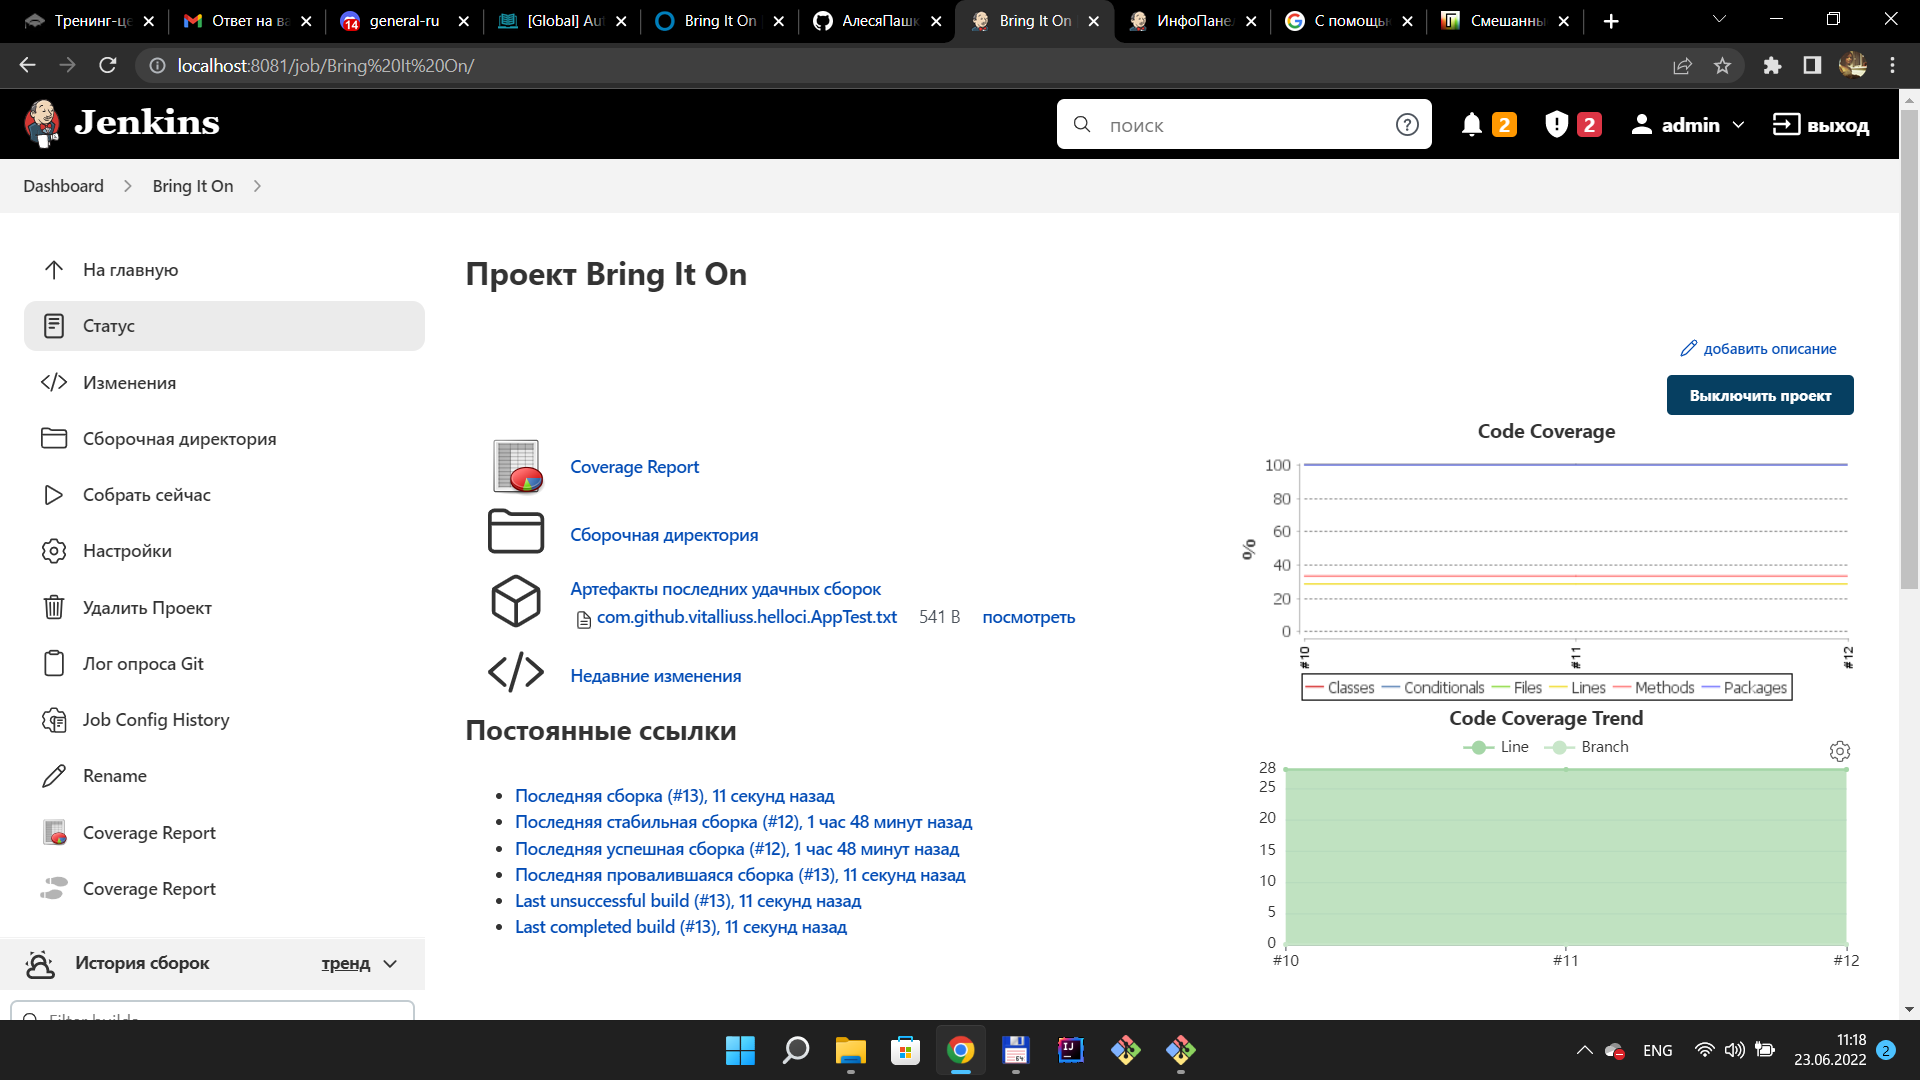 Тренинг-це
Ответ на ва
14
general-ru
[Global] Au
Bring It On
АлесяПашк
Bring It On
ИнфоПане
С помощью
Смешанны
localhost:8081/job/Bring%20It%20On/
Jenkins
поиск
2
2
admin
выход
Dashboard
Bring It On
На главную
Статус
Изменения
Сборочная директория
Собрать сейчас
Настройки
Удалить Проект
Лог опроса Git
Job Config History
Rename
Coverage Report
Coverage Report
История сборок
тренд
Filter builds
Проект Bring It On
добавить описание
Выключить проект
Coverage Report
Сборочная директория
Артефакты последних удачных сборок
com.github.vitalliuss.helloci.AppTest.txt 541 B посмотреть
Недавние изменения
Постоянные ссылки
Последняя сборка (#13), 11 секунд назад
Последняя стабильная сборка (#12), 1 час 48 минут назад
Последняя успешная сборка (#12), 1 час 48 минут назад
Последняя провалившаяся сборка (#13), 11 секунд назад
Last unsuccessful build (#13), 11 секунд назад
Last completed build (#13), 11 секунд назад
Code Coverage
100
80
60
40
20
0
%
#10
#11
#12
Classes Conditionals Files Lines Methods Packages
Code Coverage Trend
Line Branch
28
25
20
15
10
5
0
#10
#11
#12
64
IJ
ENG
11:18
23.06.2022
2